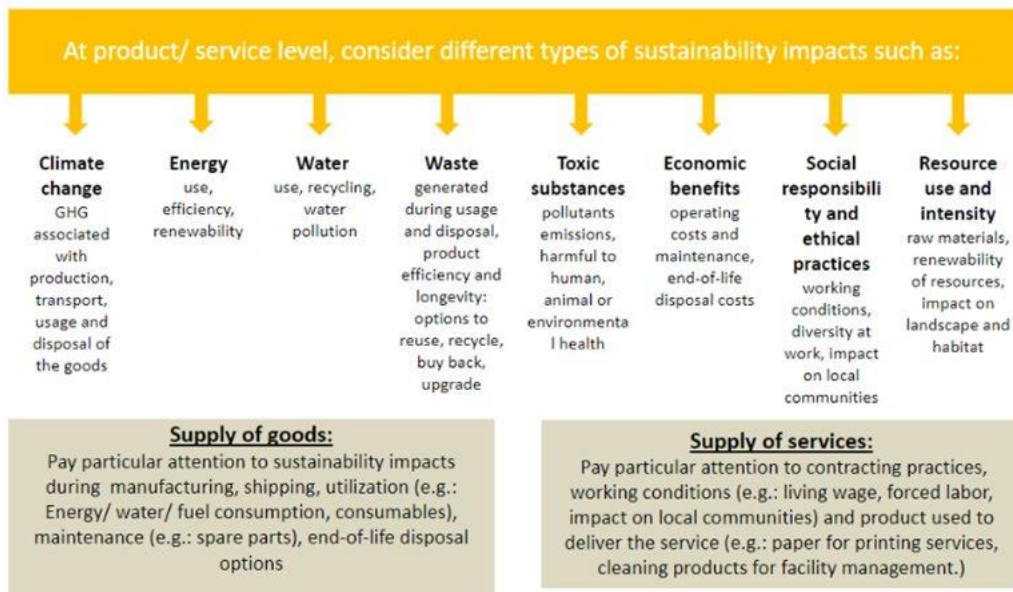 At product/ service level, consider different types of sustainability impacts such as:
Climate
change
GHG
associated
with
production,
transport,
usage and
disposal of
the goods
Energy
use,
efficiency,
renewability
Water
use, recycling,
water
pollution
Waste
generated
during usage
and disposal,
product
efficiency and
longevity:
options to
reuse, recycle,
buy back,
upgrade
Toxic
substances
pollutants
emissions,
harmful to
human,
animal or
environmenta
l health
Economic
benefits
operating
costs and
maintenance,
end-of-life
disposal costs
Social
responsibili
ty and
ethical
practices
working
conditions,
diversity at
work, impact
on local
communities
Resource
use and
intensity
raw materials,
renewability
of resources,
impact on
landscape and
habitat
Supply of goods:
Pay particular attention to sustainability impacts
during manufacturing, shipping, utilization (e.g.:
Energy/ water/ fuel consumption, consumables),
maintenance (e.g.: spare parts), end-of-life disposal
options
Supply of services:
Pay particular attention to contracting practices,
working conditions (e.g.: living wage, forced labor,
impact on local communities) and product used to
deliver the service (e.g.: paper for printing services,
cleaning products for facility management.)